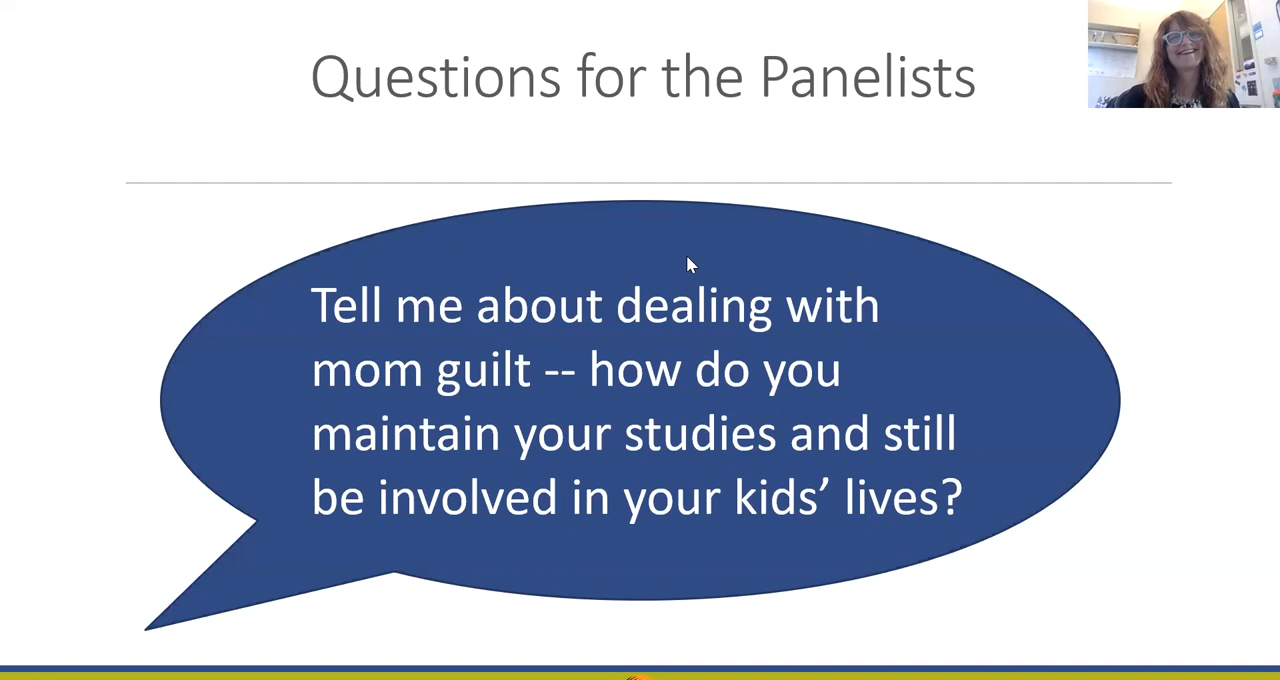 Questions for the Panelists
Tell me about dealing with
mom guilt -- how do you
maintain your studies and still
be involved in your kids’ lives?